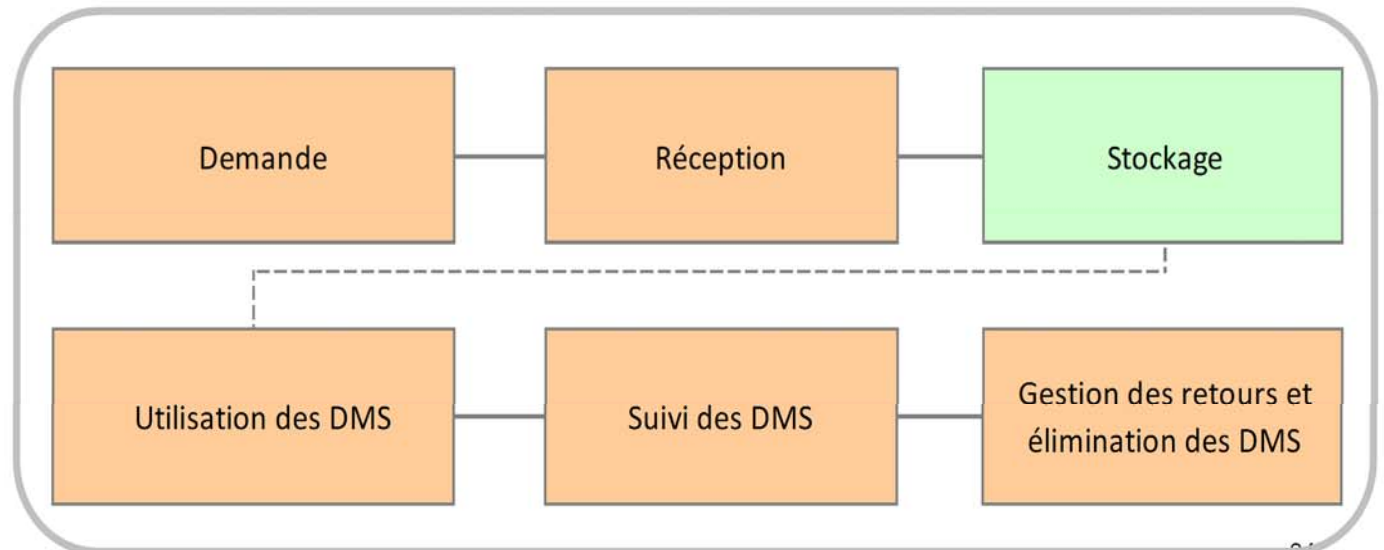 Demande
Réception
Stockage
Utilisation des DMS
Suivi des DMS
Gestion des retours et
élimination des DMS